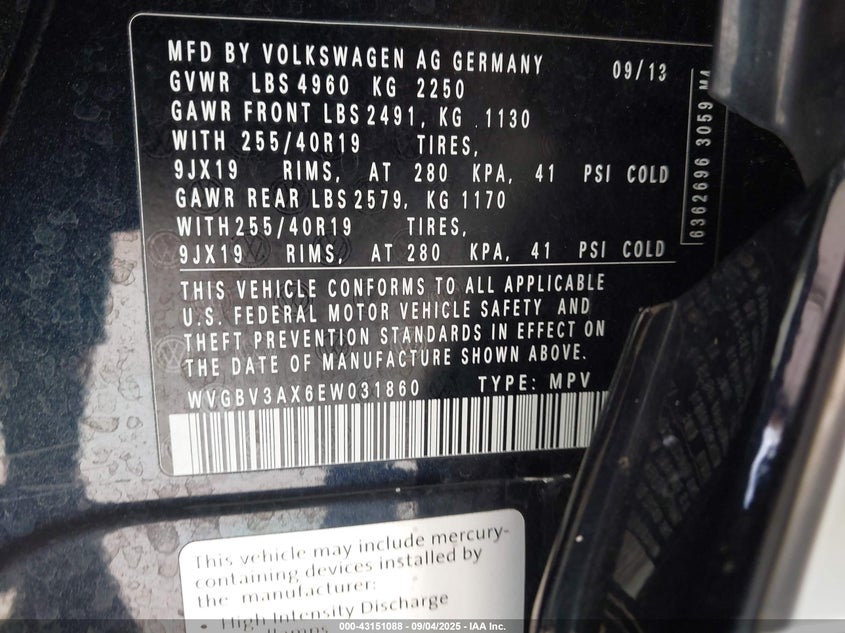 MFD BY VOLKSWAGEN AG GERMANY 09/13
GVWR LBS 4960 KG 2250
GAWR FRONT LBS 2491, KG 1130
WITH 255/40R19 TIRES,
9JX19 RIMS, AT 280 KPA, 41 PSI COLD
GAWR REAR LBS 2579, KG 1170
WITH255/40R19 TIRES,
9JX19 RIMS, AT 280 KPA, 41 PSI COLD
6362696 3059 M4
THIS VEHICLE CONFORMS TO ALL APPLICABLE
U.S. FEDERAL MOTOR VEHICLE SAFETY AND
THEFT PREVENTION STANDARDS IN EFFECT ON
THE DATE OF MANUFACTURE SHOWN ABOVE.
WVGBV3AX6EW031860 TYPE: MPV
This vehicle may include mercury-
containing devices installed by
the manufacturer:
• High Intensity Discharge
000-43151088 - 09/04/2025 - IAA Inc.